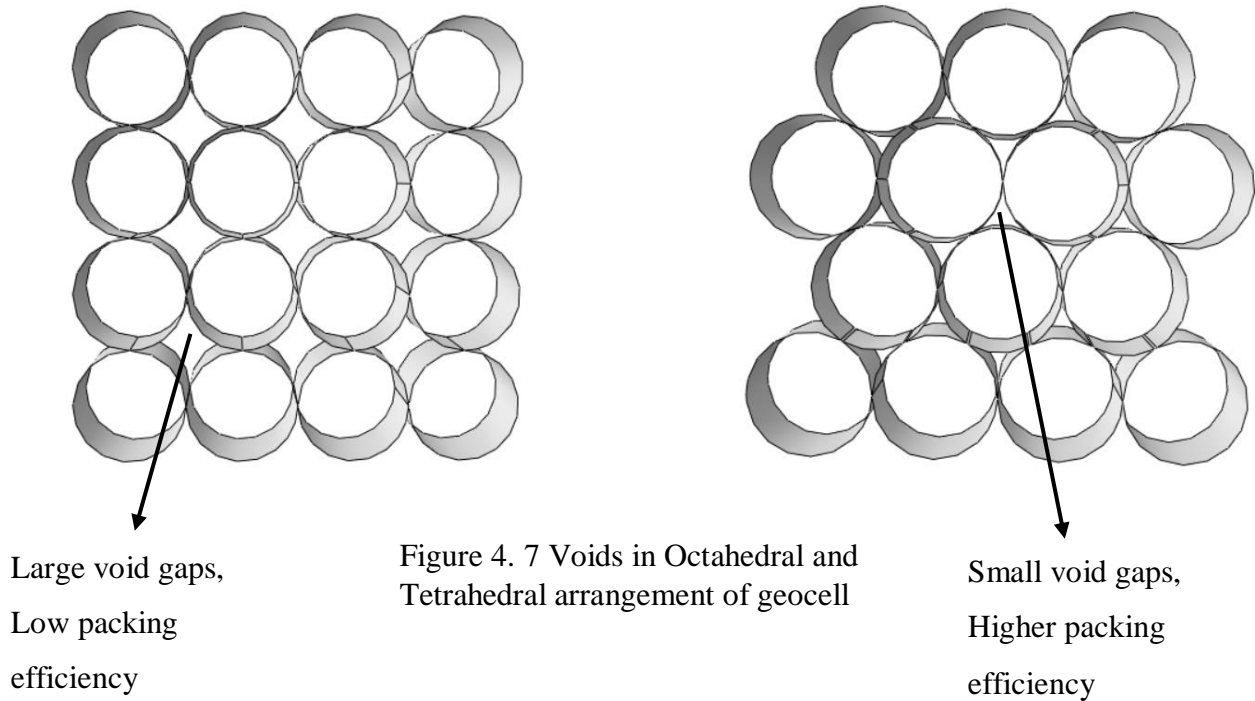 Large void gaps,
Low packing
efficiency
Figure 4. 7 Voids in Octahedral and
Tetrahedral arrangement of geocell
Small void gaps,
Higher packing
efficiency